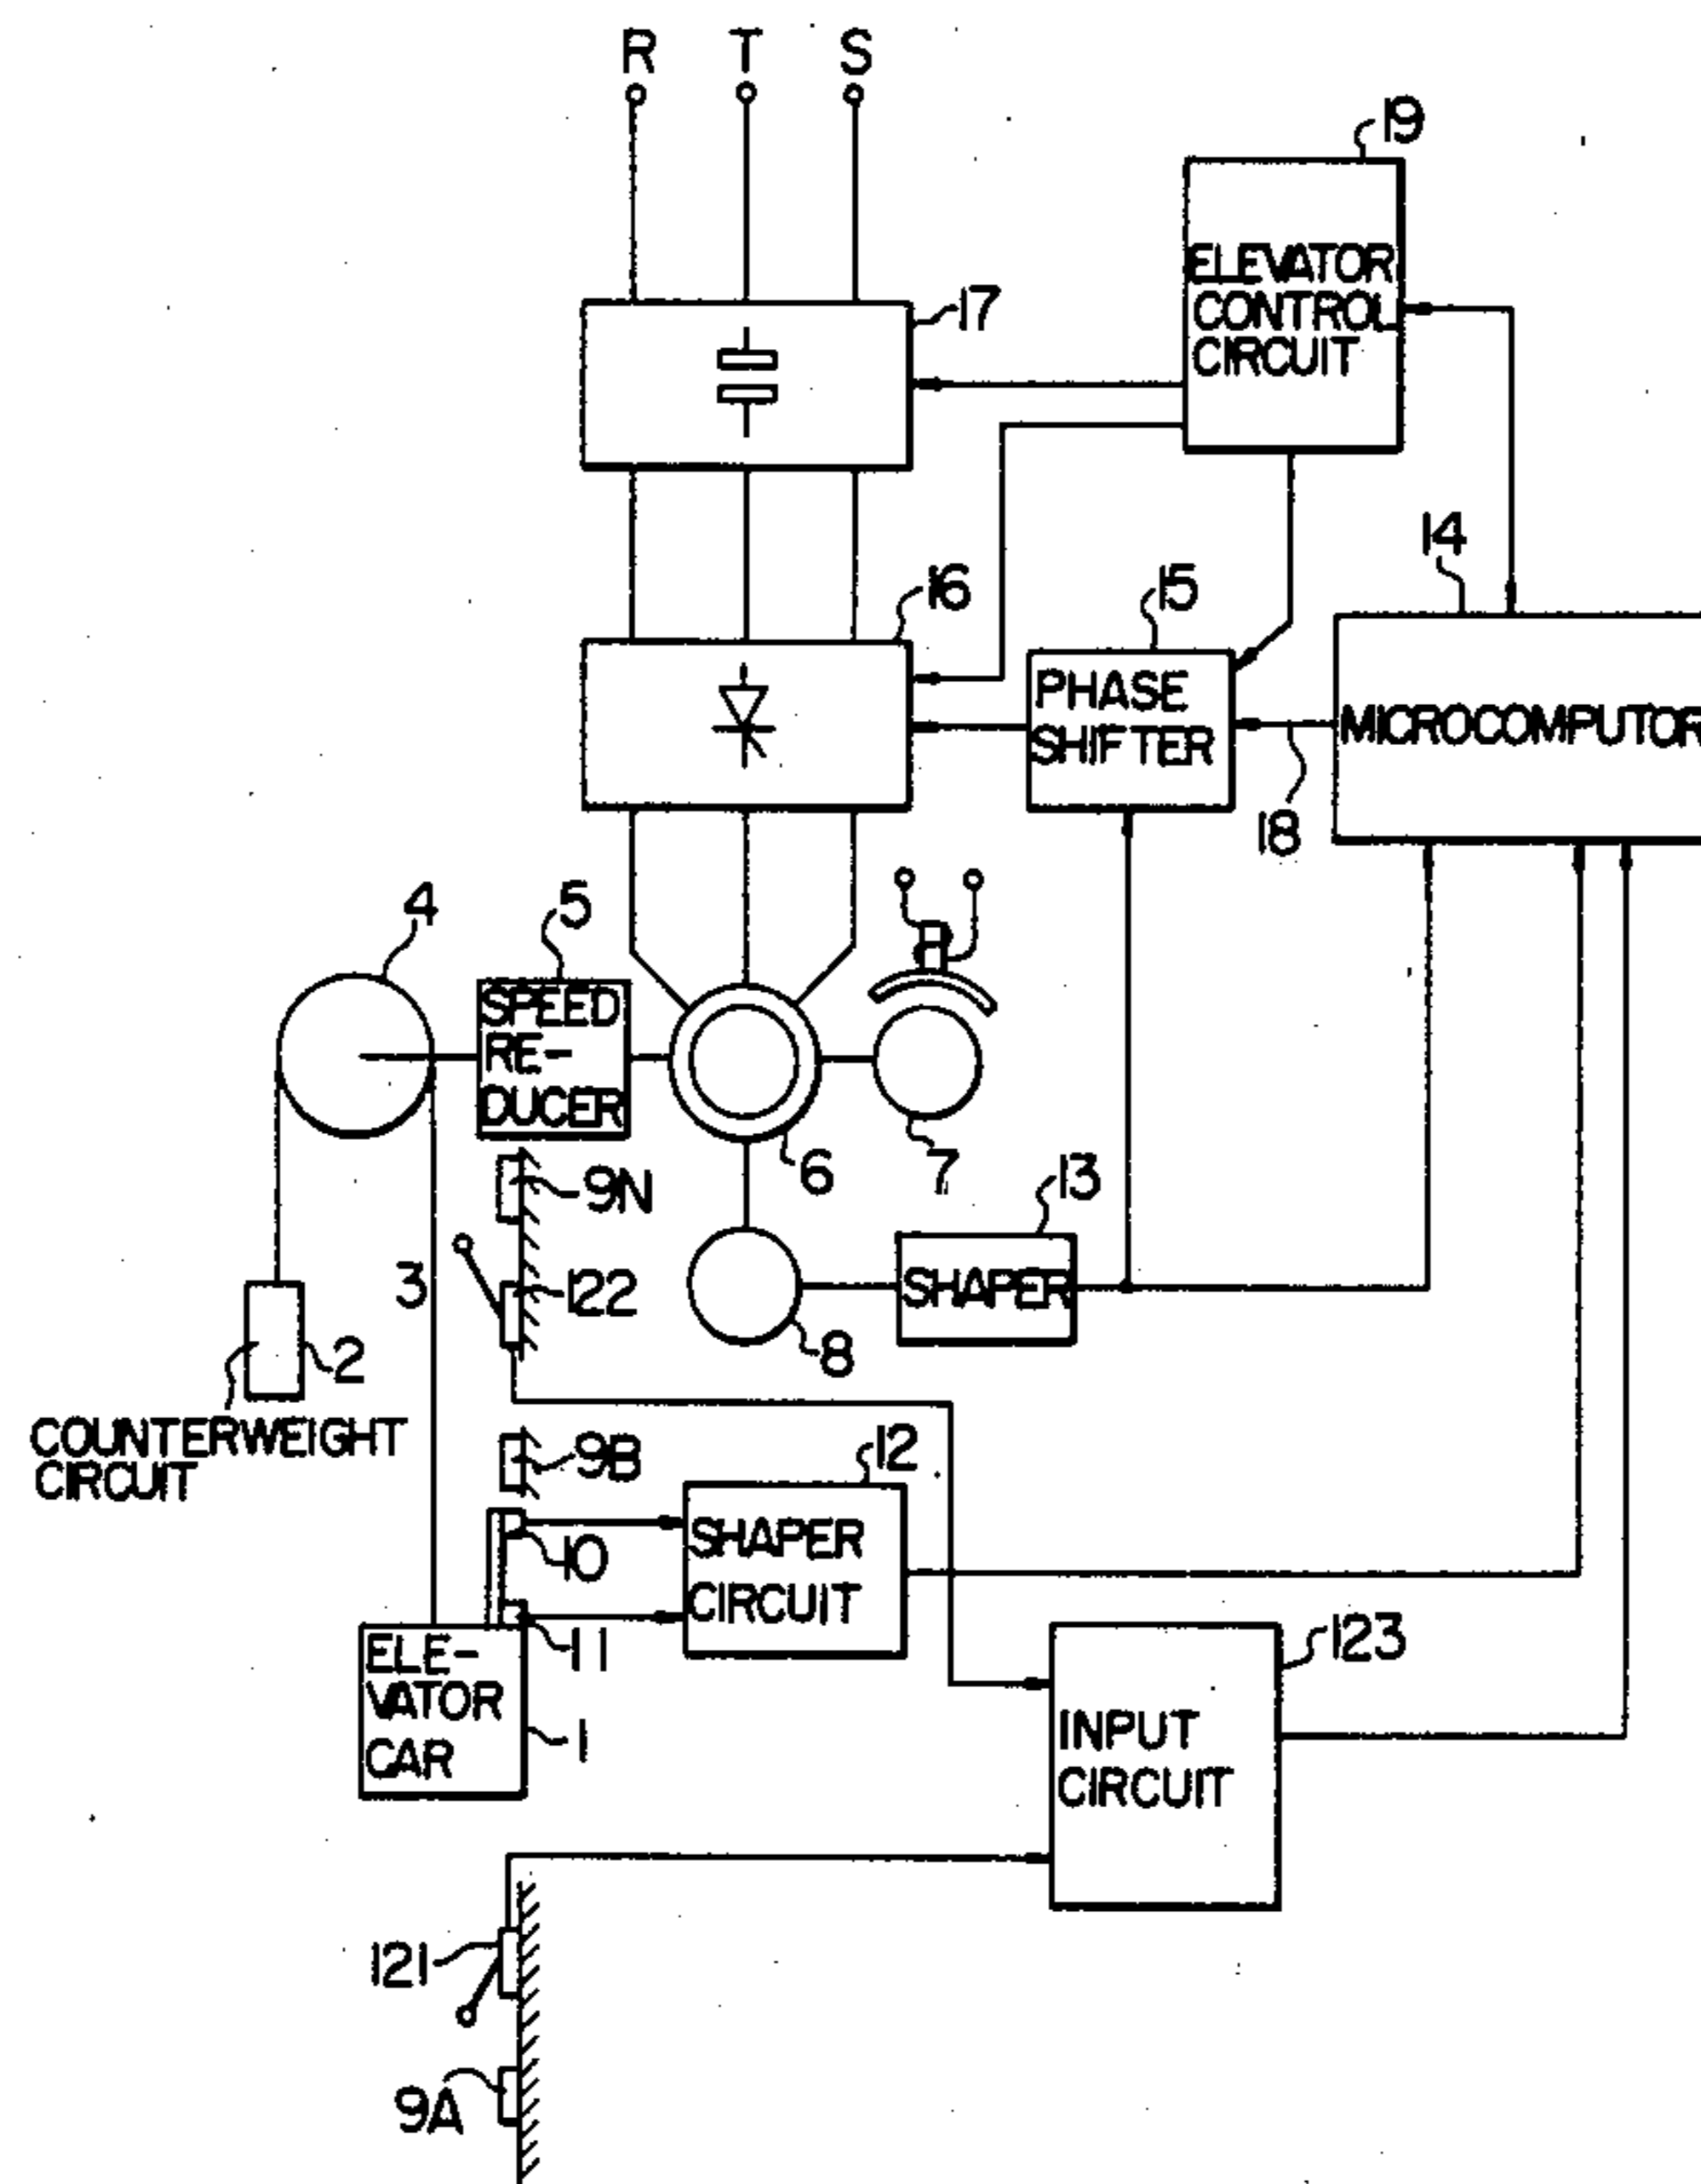 R T S
19
ELEVATOR
CONTROL
CIRCUIT
17
14
16
15
PHASE
SHIFTER
MICROCOMPUTOR
18
4
5
SPEED
RE-
DUCER
6
7
9N
13
3
122
SHAPER
2
8
COUNTERWEIGHT
CIRCUIT
9B
12
10
SHAPER
CIRCUIT
11
123
ELE-
VATOR
CAR
1
INPUT
CIRCUIT
121
9A